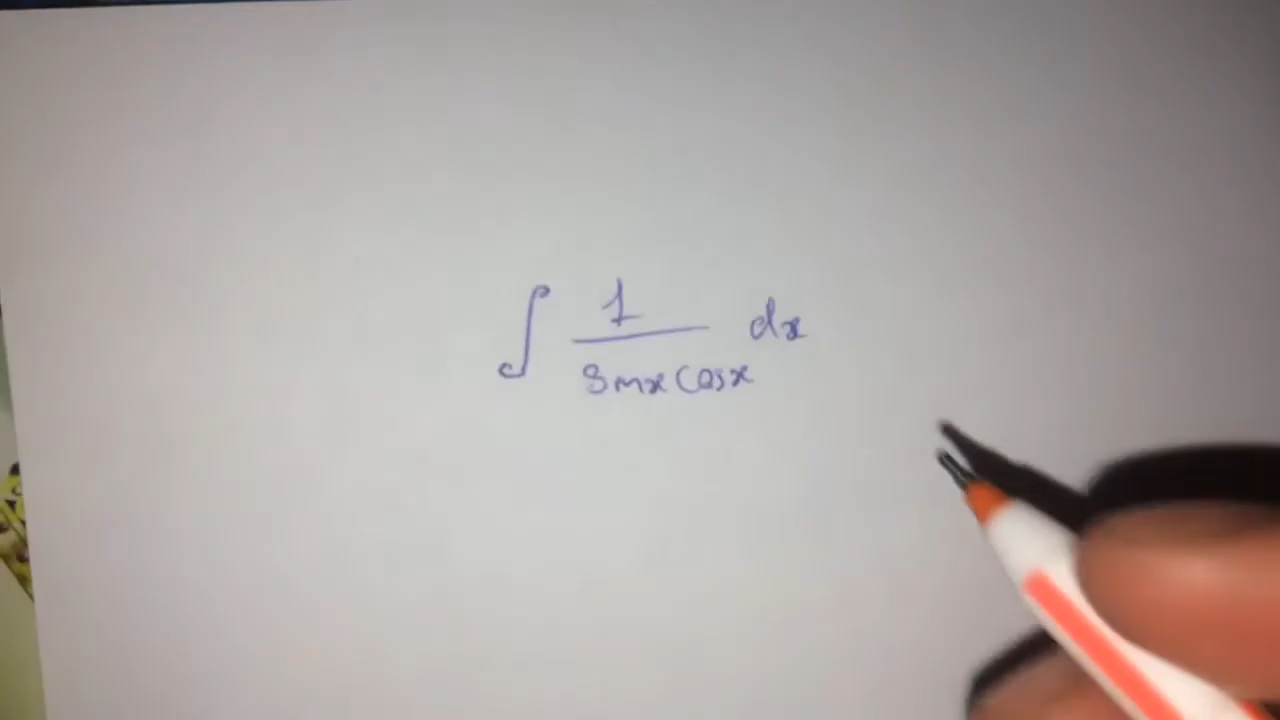 ∫ 1 / sinx cosx dx